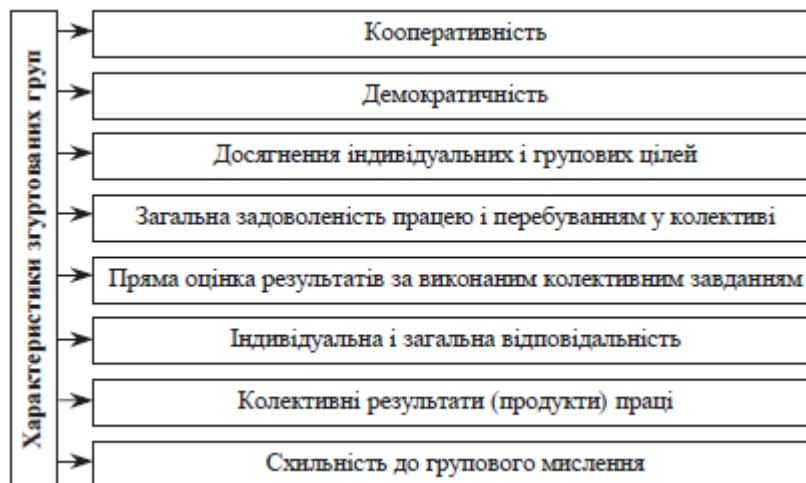 Характеристики згуртованих груп
Кооперативність
Демократичність
Досягнення індивідуальних і групових цілей
Загальна задоволеність працею і перебуванням у колективі
Пряма оцінка результатів за виконаним колективним завданням
Індивідуальна і загальна відповідальність
Колективні результати (продукти) праці
Схильність до групового мислення